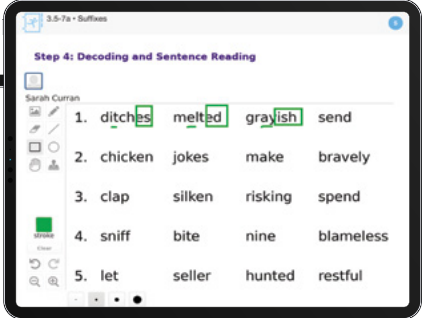 3.5-7a • Suffixes
Step 4: Decoding and Sentence Reading
Sarah Curran
1. ditches melted grayish send
2. chicken jokes make bravely
3. clap silken risking spend
4. sniff bite nine blameless
5. let seller hunted restful
stroke
Clear